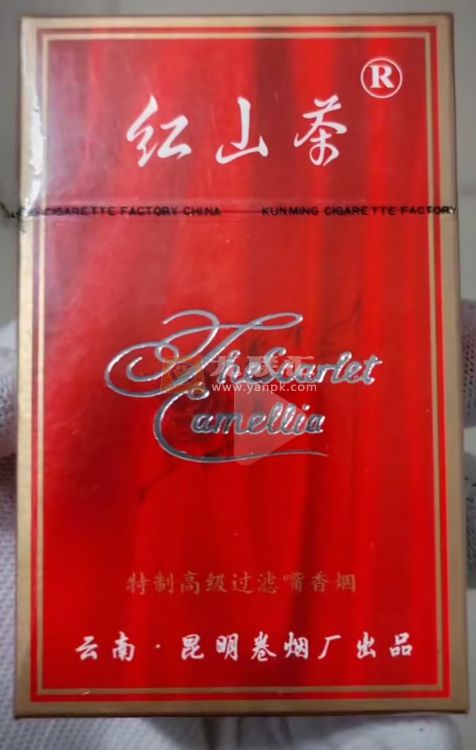 ®
红山茶
CIGARETTE FACTORY CHINA KUNMING CIGARETTE FACTORY
The Scarlet
Camellia
www.yanpk.com
特制高级过滤嘴香烟
云南·昆明卷烟厂出品